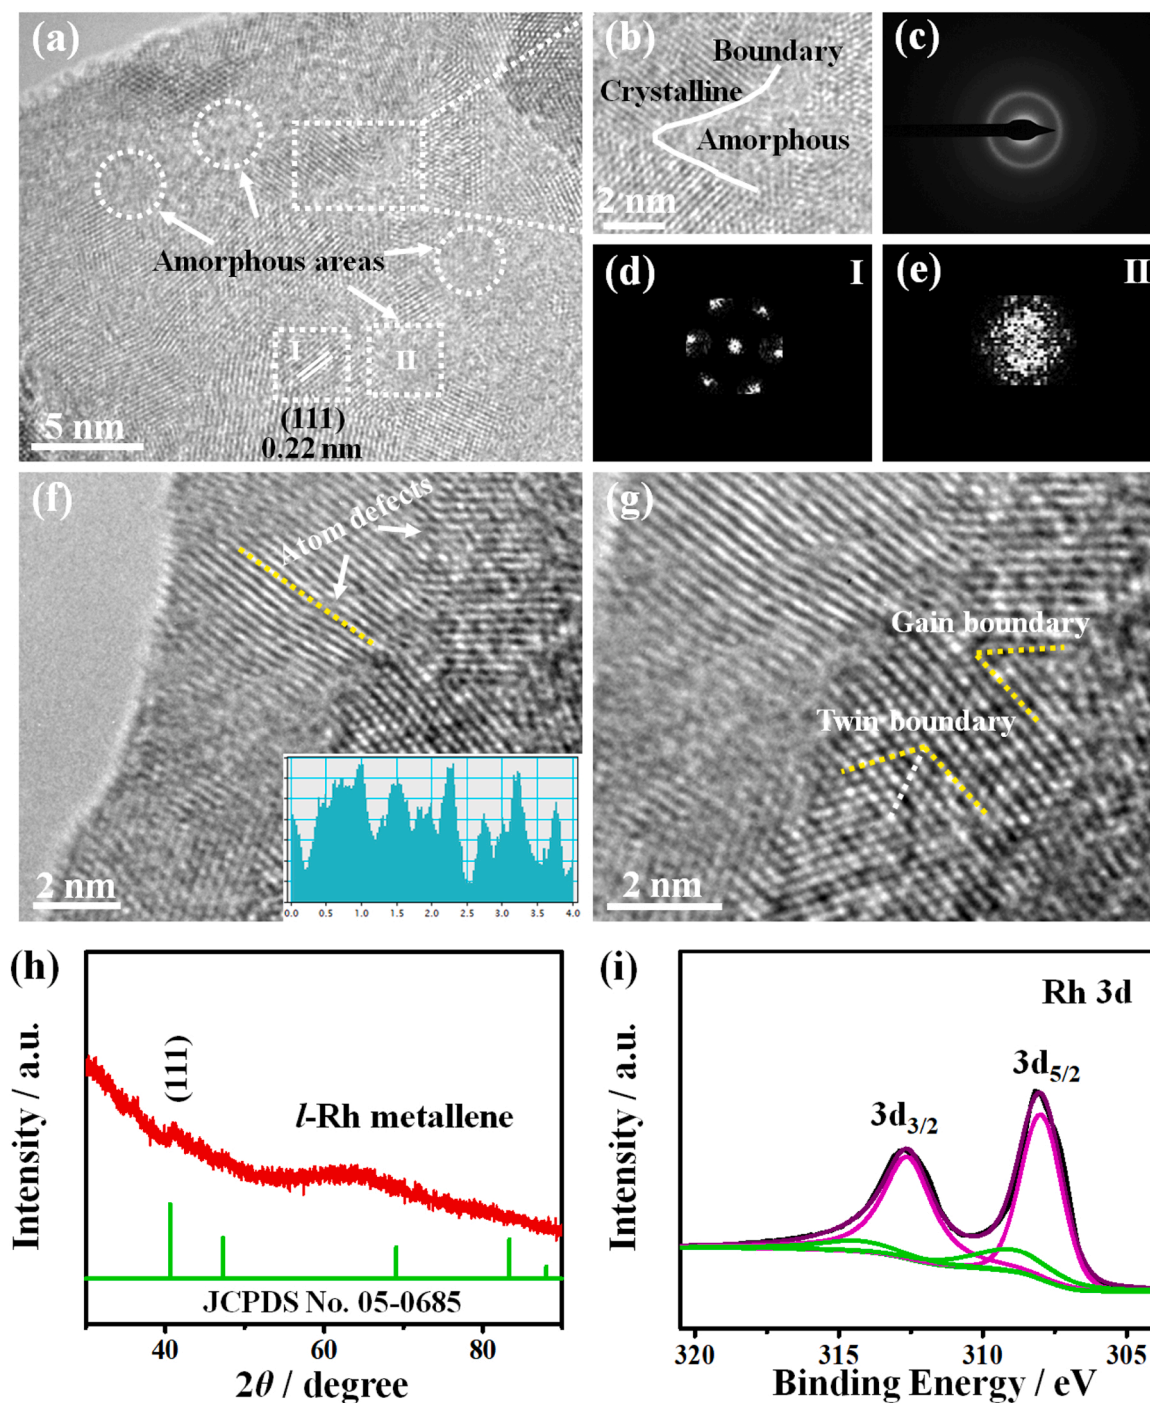 (a)
Amorphous areas
I
II
(111)
0.22 nm
5 nm
(b)
Boundary
Crystalline
Amorphous
2 nm
(c)
(d)
I
(e)
II
(f)
Atom defects
2 nm
0.0 0.5 1.0 1.5 2.0 2.5 3.0 3.5 4.0
(g)
Gain boundary
Twin boundary
2 nm
(h)
Intensity / a.u.
(111)
l-Rh metallene
JCPDS No. 05-0685
40 60 80
2θ / degree
(i)
Intensity / a.u.
Rh 3d
3d5/2
3d3/2
320 315 310 305
Binding Energy / eV